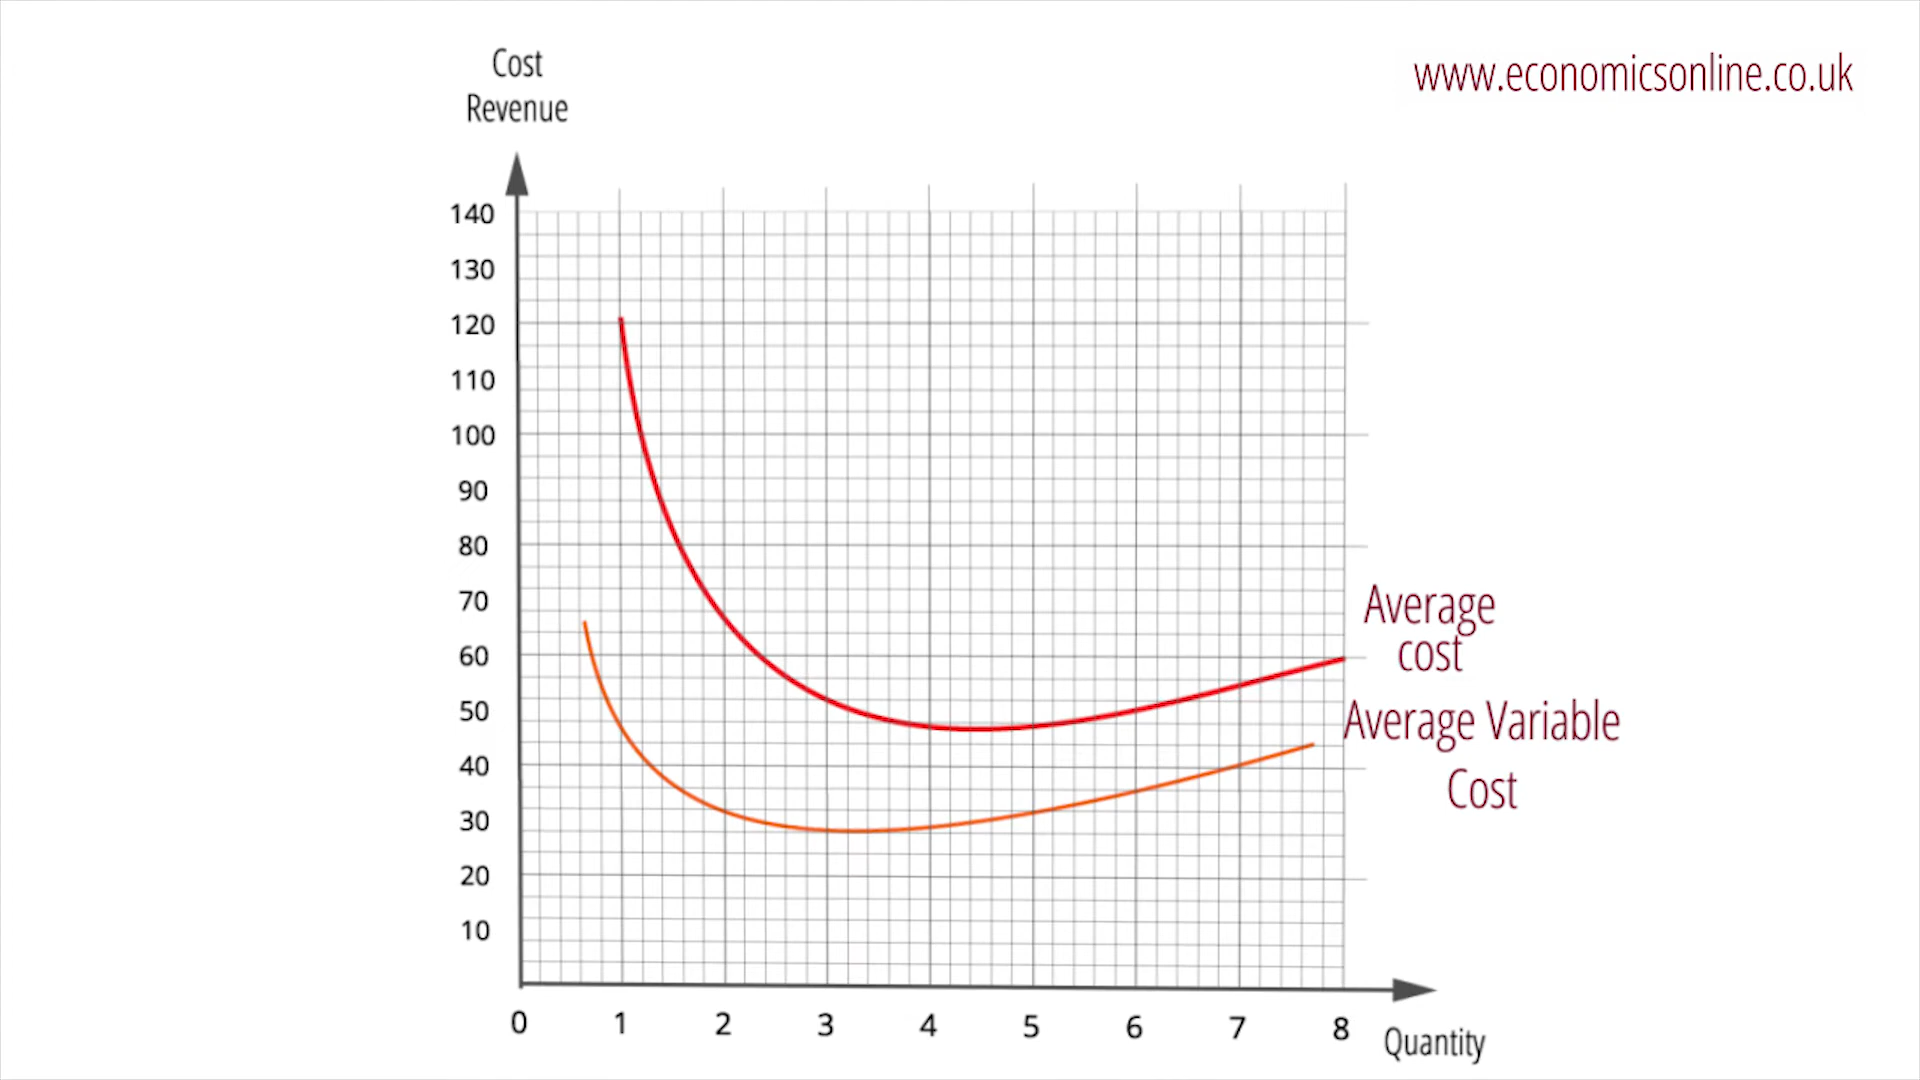 Cost
Revenue
www.economicsonline.co.uk
140
130
120
110
100
90
80
70
60
50
40
30
20
10
Average
cost
Average Variable
Cost
0 1 2 3 4 5 6 7 8
Quantity